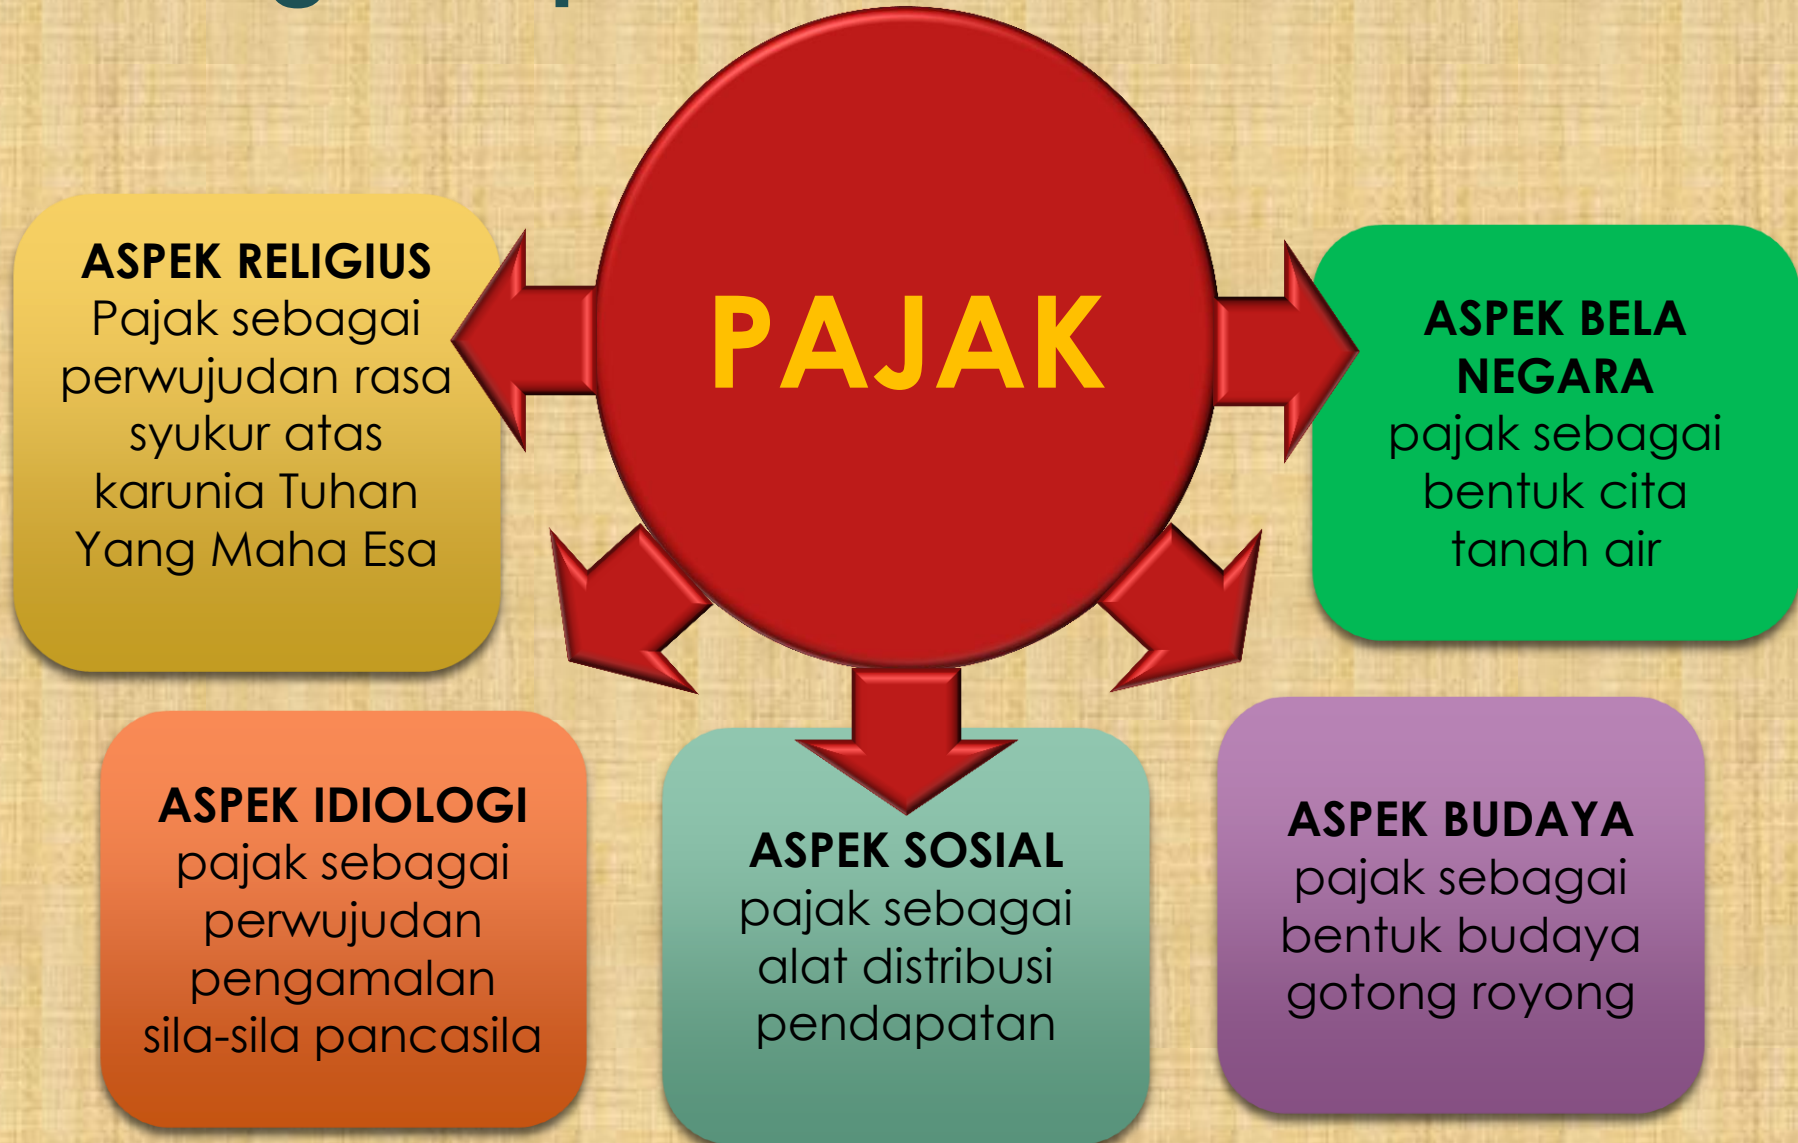 PAJAK
ASPEK RELIGIUS
Pajak sebagai
perwujudan rasa
syukur atas
karunia Tuhan
Yang Maha Esa
ASPEK BELA
NEGARA
pajak sebagai
bentuk cita
tanah air
ASPEK IDIOLOGI
pajak sebagai
perwujudan
pengamalan
sila-sila pancasila
ASPEK SOSIAL
pajak sebagai
alat distribusi
pendapatan
ASPEK BUDAYA
pajak sebagai
bentuk budaya
gotong royong